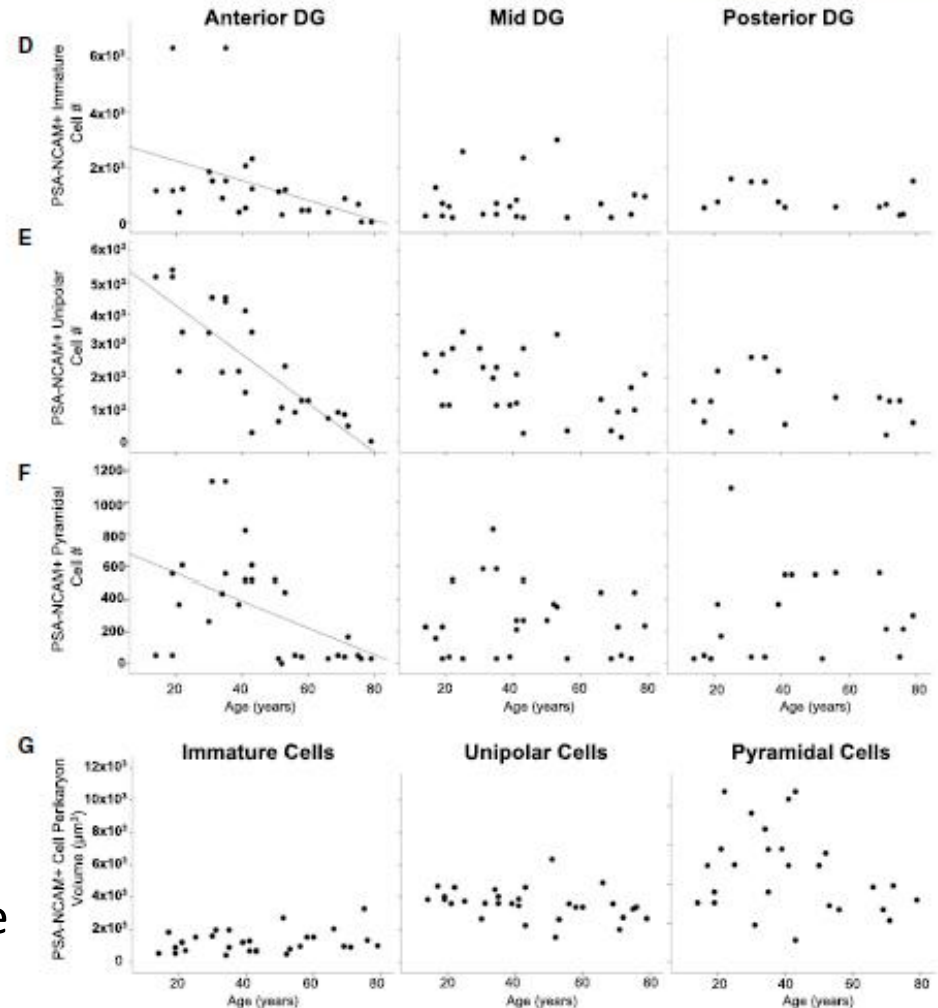 Anterior DG Mid DG Posterior DG
D
PSA-NCAM+ Immature
Cell #
6x10³
4x10³
2x10³
0
E
PSA-NCAM+ Unipolar
Cell #
6x10³
5x10³
4x10³
3x10³
2x10³
1x10³
0
F
PSA-NCAM+ Pyramidal
Cell #
1200
1000
800
600
400
200
0
20 40 60 80 20 40 60 80 20 40 60 80
Age (years) Age (years) Age (years)
G
Immature Cells Unipolar Cells Pyramidal Cells
PSA-NCAM+ Cell Perikaryon
Volume (µm³)
12x10³
10x10³
8x10³
6x10³
4x10³
2x10³
0
20 40 60 80 20 40 60 80 20 40 60 80
Age (years) Age (years) Age (years)
e